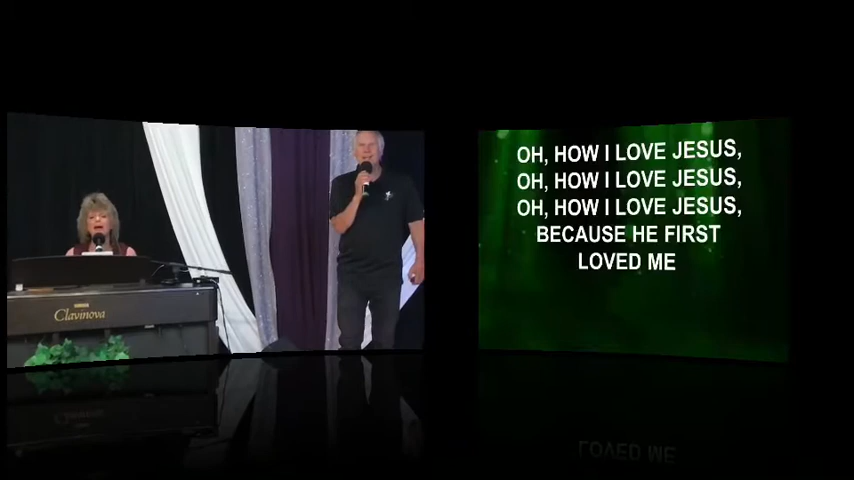 Clavinova
OH, HOW I LOVE JESUS,
OH, HOW I LOVE JESUS,
OH, HOW I LOVE JESUS,
BECAUSE HE FIRST
LOVED ME